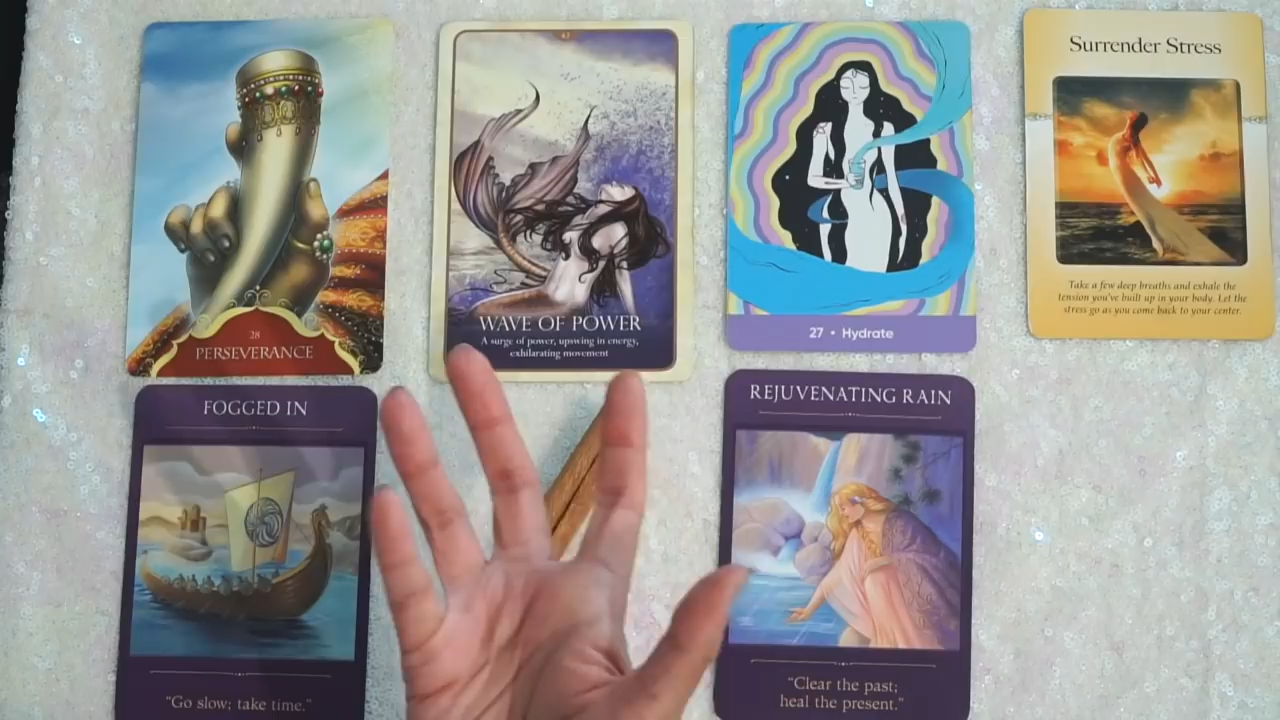 28
PERSEVERANCE
WAVE OF POWER
A surge of power, upswing in energy,
exhilarating movement
27 • Hydrate
Surrender Stress
Take a few deep breaths and exhale the
tension you've built up in your body. Let the
stress go as you come back to your center.
FOGGED IN
"Go slow; take time."
REJUVENATING RAIN
"Clear the past;
heal the present."